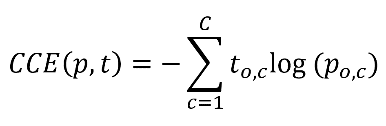 CCE(p, t) = − ∑_{c=1}^{C} t_{o,c} log (p_{o,c})